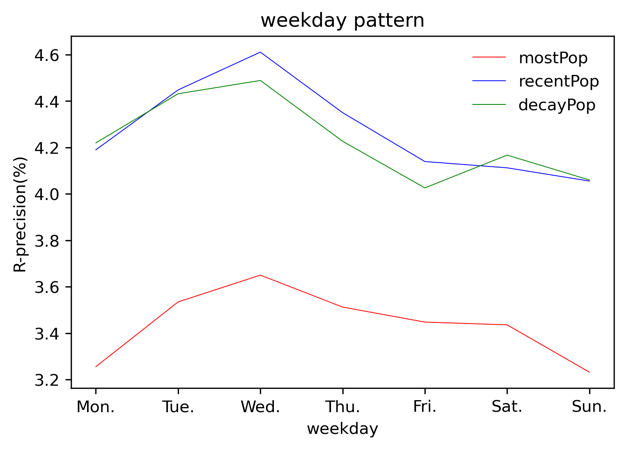 weekday pattern
4.6
4.4
4.2
4.0
3.8
3.6
3.4
3.2
R-precision(%)
mostPop
recentPop
decayPop
Mon. Tue. Wed. Thu. Fri. Sat. Sun.
weekday